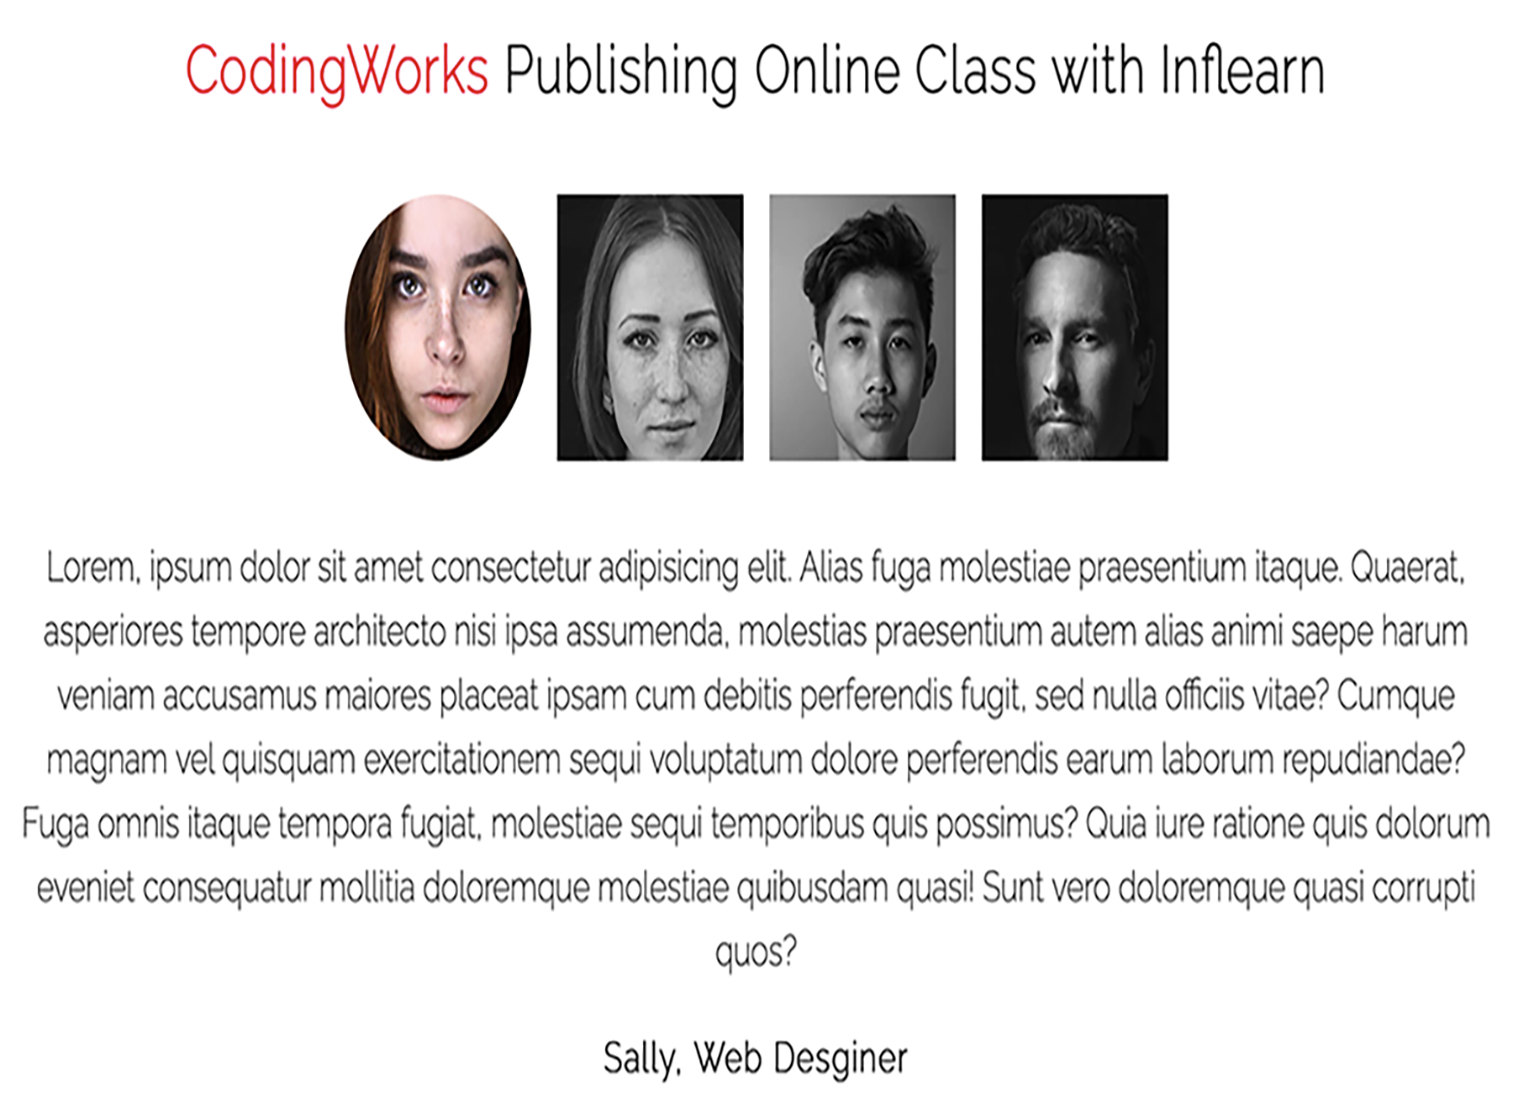 CodingWorks Publishing Online Class with Inflearn
Lorem, ipsum dolor sit amet consectetur adipisicing elit. Alias fuga molestiae praesentium itaque. Quaerat,
asperiores tempore architecto nisi ipsa assumenda, molestias praesentium autem alias animi saepe harum
veniam accusamus maiores placeat ipsam cum debitis perferendis fugit, sed nulla officiis vitae? Cumque
magnam vel quisquam exercitationem sequi voluptatum dolore perferendis earum laborum repudiandae?
Fuga omnis itaque tempora fugiat, molestiae sequi temporibus quis possimus? Quia iure ratione quis dolorum
eveniet consequatur mollitia doloremque molestiae quibusdam quasi! Sunt vero doloremque quasi corrupti
quos?
Sally, Web Desginer